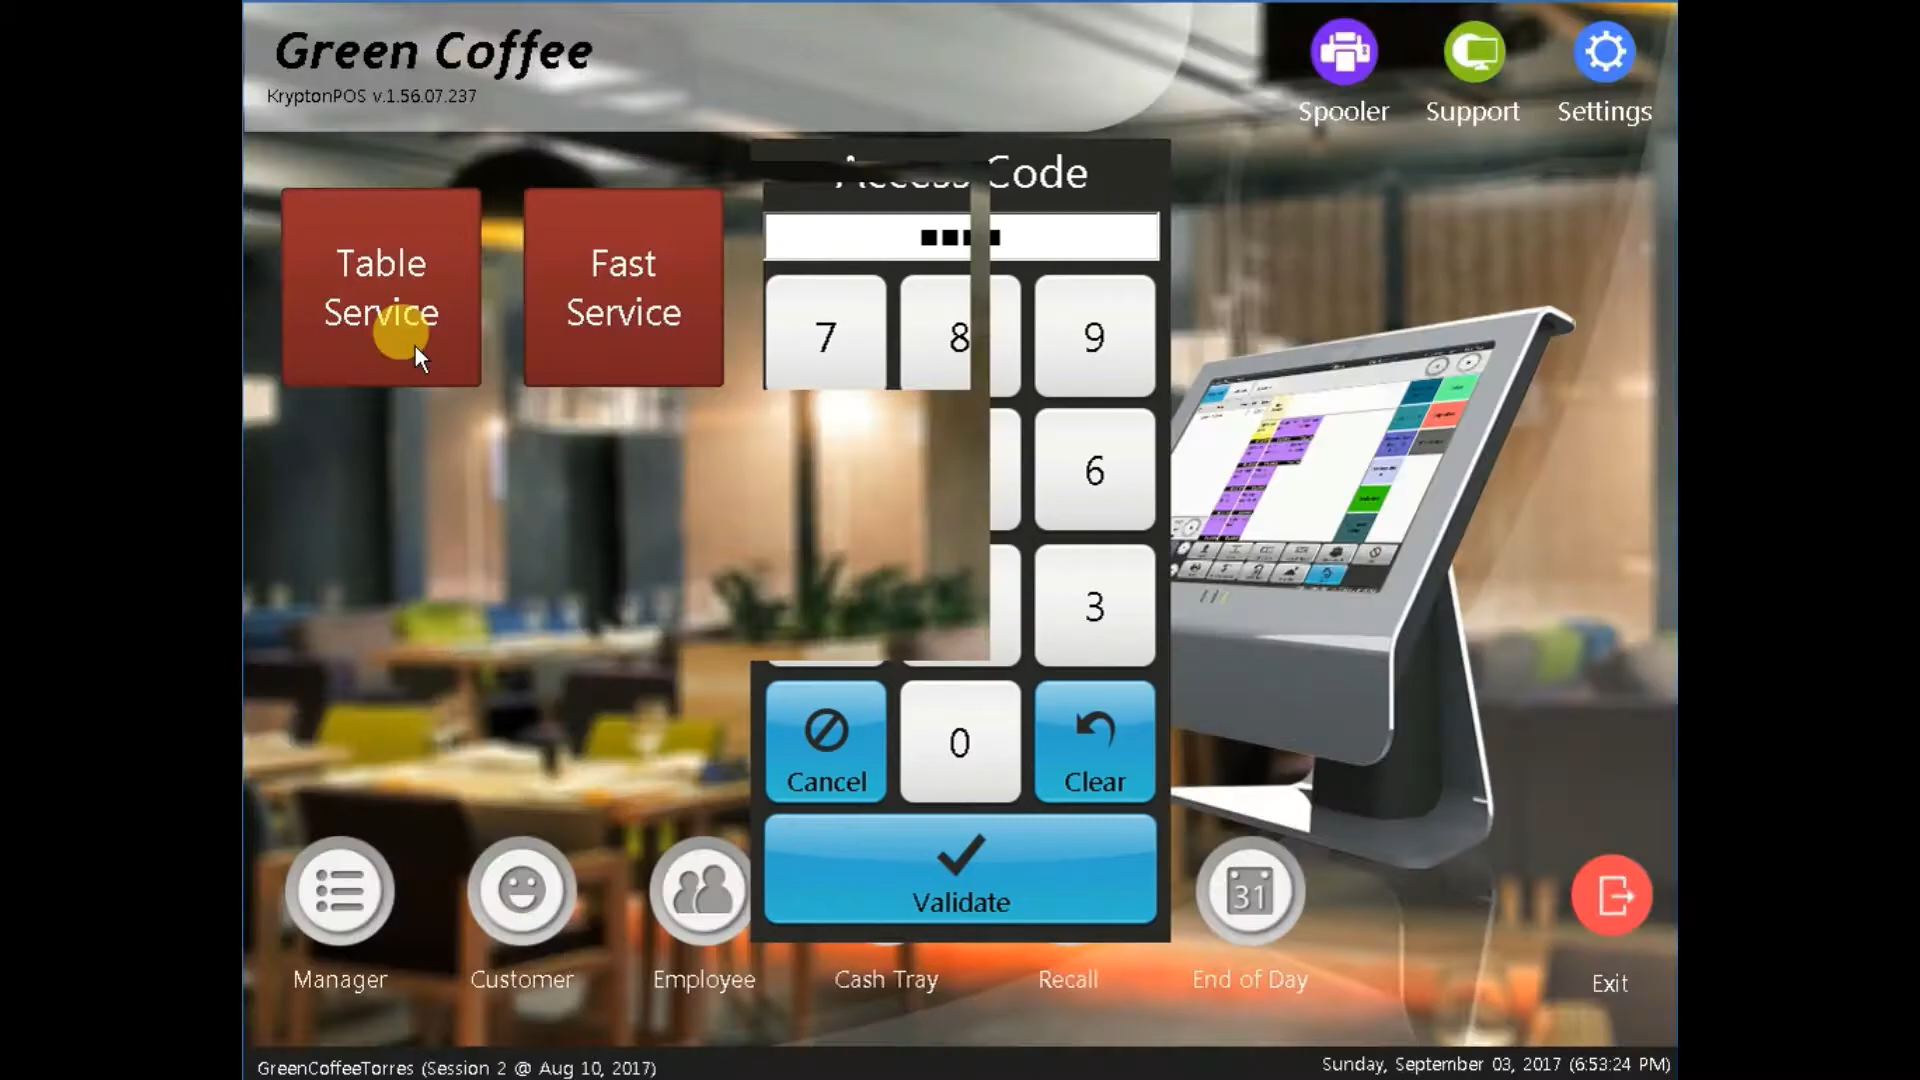 Green Coffee
KryptonPOS v.1.56.07.237
Spooler
Support
Settings
Access Code
Table
Service
Fast
Service
7
8
9
6
3
Cancel
0
Clear
Validate
31
Manager
Customer
Employee
Cash Tray
Recall
End of Day
Exit
GreenCoffeeTorres (Session 2 @ Aug 10, 2017)
Sunday, September 03, 2017 (6:53:24 PM)